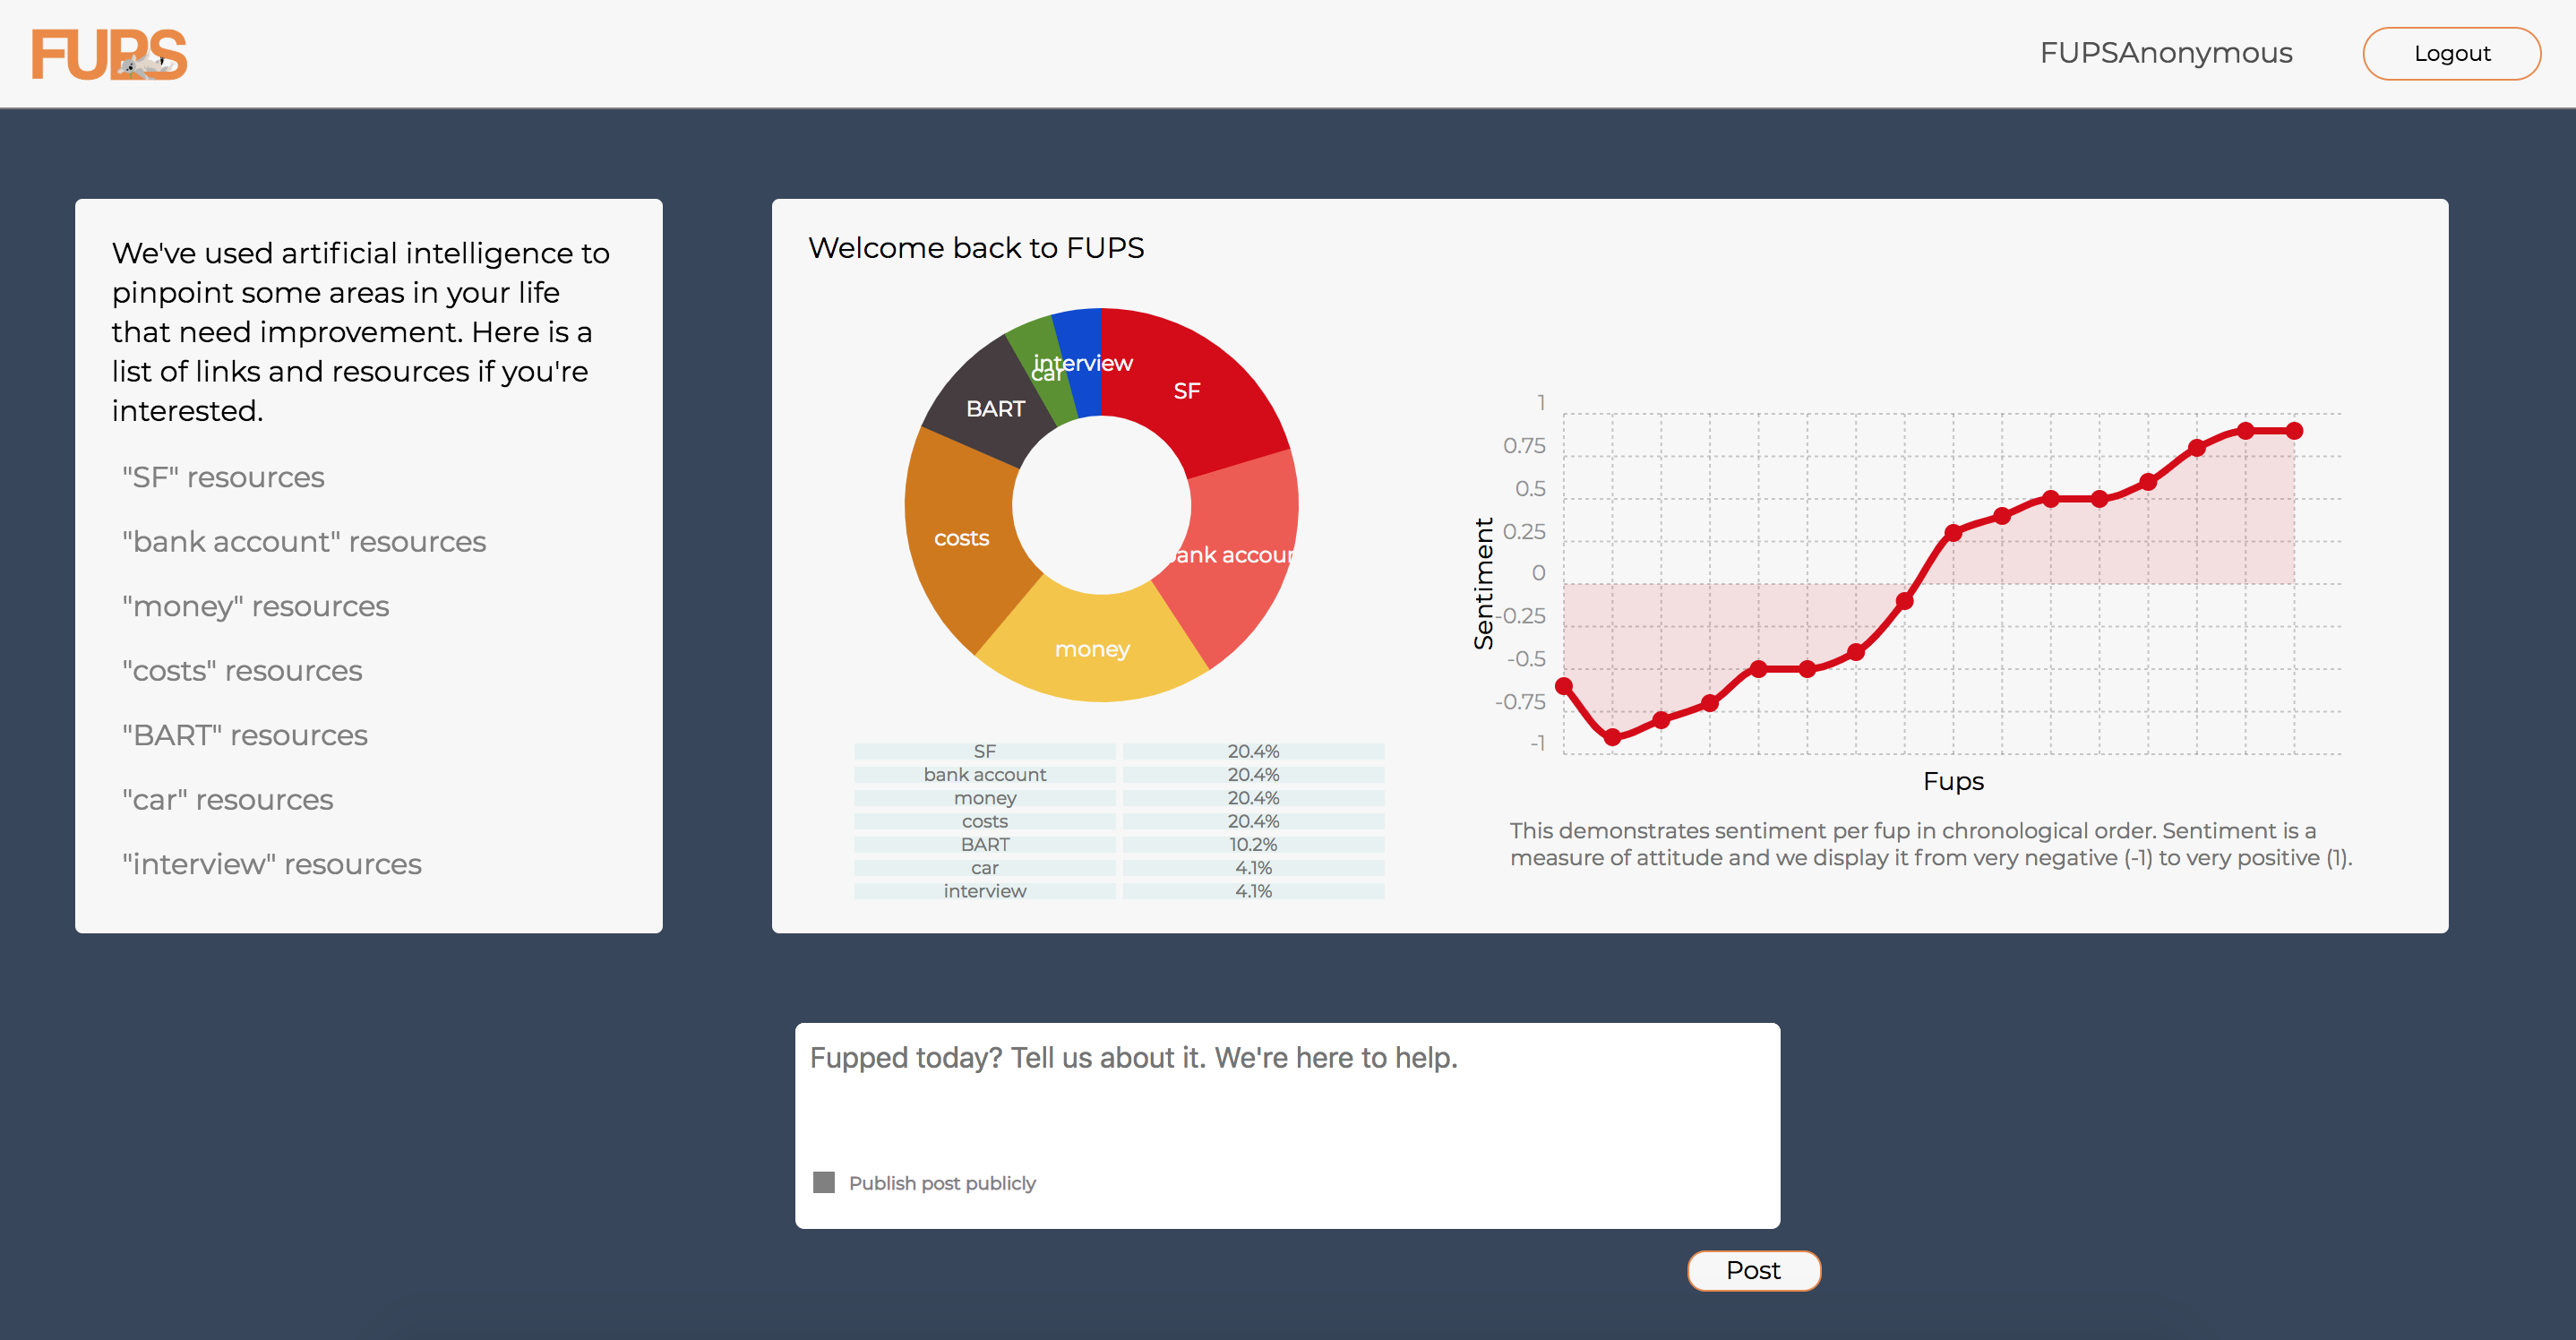 FUPS
FUPSAnonymous
Logout
We've used artificial intelligence to
pinpoint some areas in your life
that need improvement. Here is a
list of links and resources if you're
interested.
"SF" resources
"bank account" resources
"money" resources
"costs" resources
"BART" resources
"car" resources
"interview" resources
Welcome back to FUPS
interview
car
SF
BART
costs
ank accour
money
SF 20.4%
bank account 20.4%
money 20.4%
costs 20.4%
BART 10.2%
car 4.1%
interview 4.1%
1
0.75
0.5
0.25
0
-0.25
-0.5
-0.75
-1
Sentiment
Fups
This demonstrates sentiment per fup in chronological order. Sentiment is a
measure of attitude and we display it from very negative (-1) to very positive (1).
Fupped today? Tell us about it. We're here to help.
Publish post publicly
Post